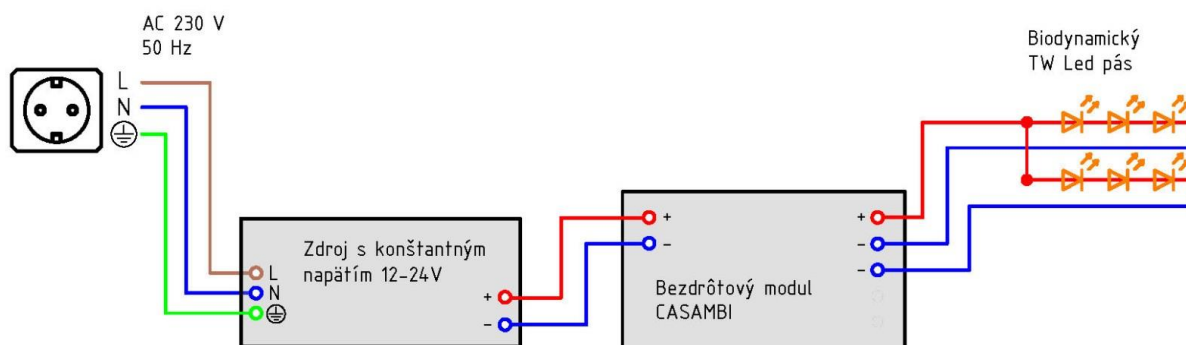 AC 230 V
50 Hz
L
N
Biodynamický
TW Led pás
Zdroj s konštantným
napätím 12-24V
L
N
+
-
+
-
Bezdrôtový modul
CASAMBI
+
-
-